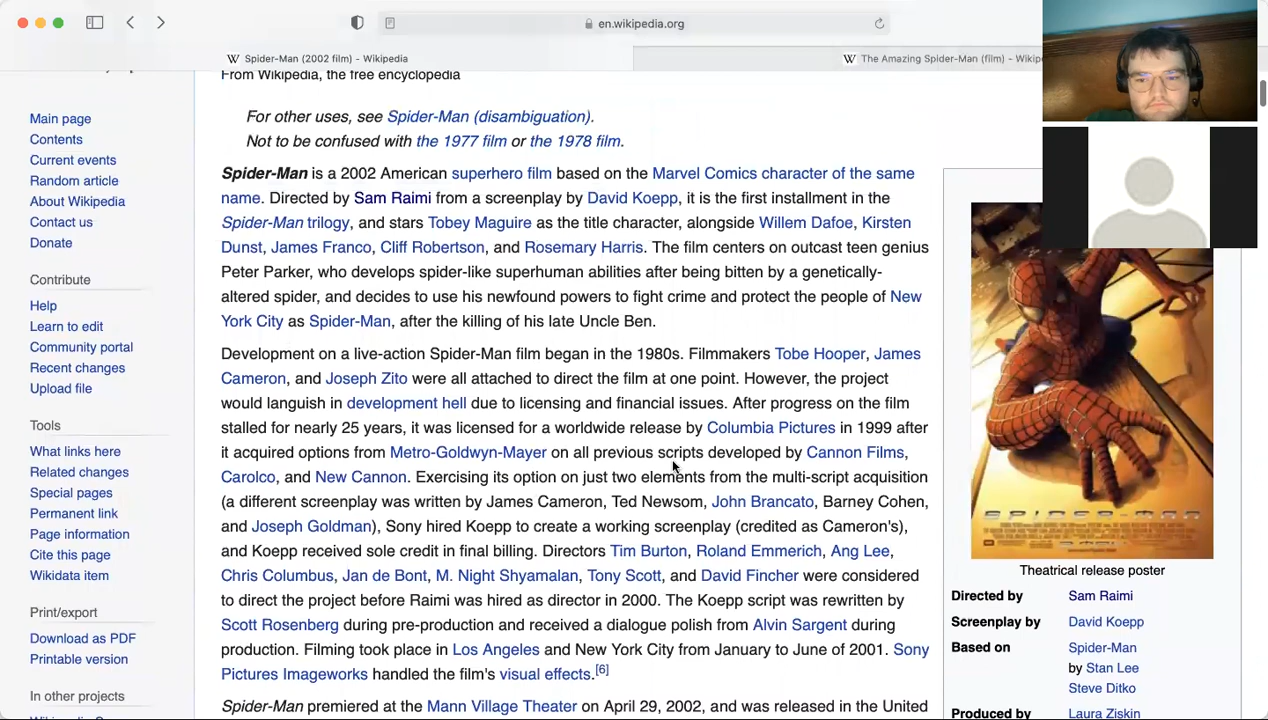 en.wikipedia.org
Spider-Man (2002 film) - Wikipedia
The Amazing Spider-Man (film) - Wikip
From Wikipedia, the free encyclopedia
Main page
Contents
Current events
Random article
About Wikipedia
Contact us
Donate
Contribute
Help
Learn to edit
Community portal
Recent changes
Upload file
Tools
What links here
Related changes
Special pages
Permanent link
Page information
Cite this page
Wikidata item
Print/export
Download as PDF
Printable version
In other projects
For other uses, see Spider-Man (disambiguation).
Not to be confused with the 1977 film or the 1978 film.
Spider-Man is a 2002 American superhero film based on the Marvel Comics character of the same
name. Directed by Sam Raimi from a screenplay by David Koepp, it is the first installment in the
Spider-Man trilogy, and stars Tobey Maguire as the title character, alongside Willem Dafoe, Kirsten
Dunst, James Franco, Cliff Robertson, and Rosemary Harris. The film centers on outcast teen genius
Peter Parker, who develops spider-like superhuman abilities after being bitten by a genetically-
altered spider, and decides to use his newfound powers to fight crime and protect the people of New
York City as Spider-Man, after the killing of his late Uncle Ben.
Development on a live-action Spider-Man film began in the 1980s. Filmmakers Tobe Hooper, James
Cameron, and Joseph Zito were all attached to direct the film at one point. However, the project
would languish in development hell due to licensing and financial issues. After progress on the film
stalled for nearly 25 years, it was licensed for a worldwide release by Columbia Pictures in 1999 after
it acquired options from Metro-Goldwyn-Mayer on all previous scripts developed by Cannon Films,
Carolco, and New Cannon. Exercising its option on just two elements from the multi-script acquisition
(a different screenplay was written by James Cameron, Ted Newsom, John Brancato, Barney Cohen,
and Joseph Goldman), Sony hired Koepp to create a working screenplay (credited as Cameron's),
and Koepp received sole credit in final billing. Directors Tim Burton, Roland Emmerich, Ang Lee,
Chris Columbus, Jan de Bont, M. Night Shyamalan, Tony Scott, and David Fincher were considered
to direct the project before Raimi was hired as director in 2000. The Koepp script was rewritten by
Scott Rosenberg during pre-production and received a dialogue polish from Alvin Sargent during
production. Filming took place in Los Angeles and New York City from January to June of 2001. Sony
Pictures Imageworks handled the film's visual effects.[6]
Spider-Man premiered at the Mann Village Theater on April 29, 2002, and was released in the United
SPIDER-MAN
Theatrical release poster
Directed by Sam Raimi
Screenplay by David Koepp
Based on Spider-Man
by Stan Lee
Steve Ditko
Produced by Laura Ziskin